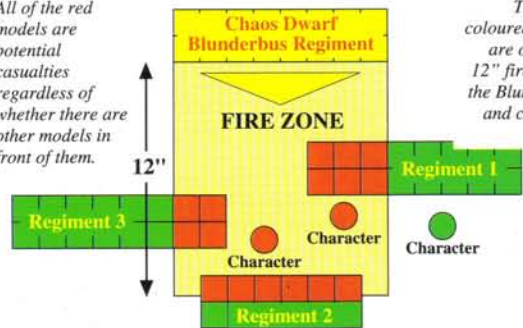 All of the red
models are
potential
casualties
regardless of
whether there are
other models in
front of them.
Chaos Dwarf
Blunderbus Regiment
T
coloure
are o
12" fir
the Blun
and c
FIRE ZONE
12"
Regiment 1
Regiment 3
Character
Character
Character
Regiment 2